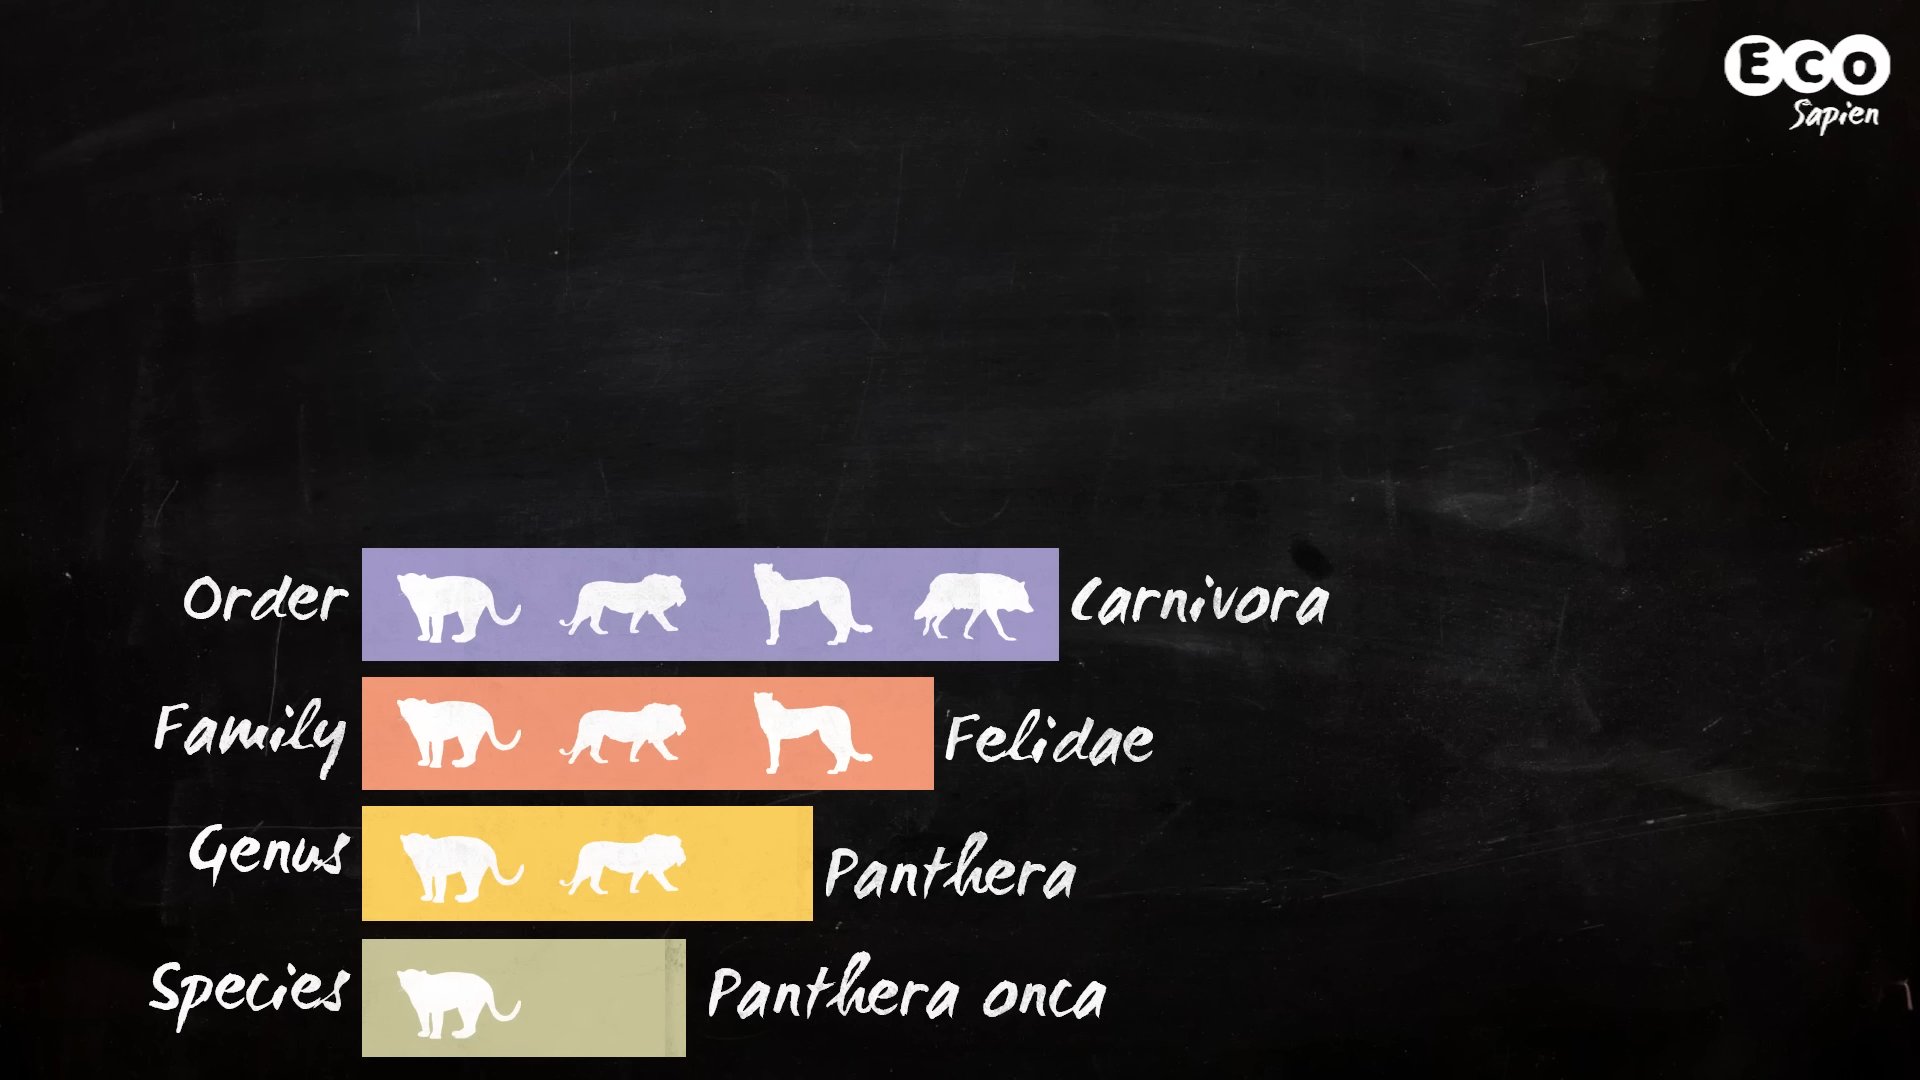 ECO
Sapien
Order Carnivora
Family Felidae
Genus Panthera
Species Panthera onca